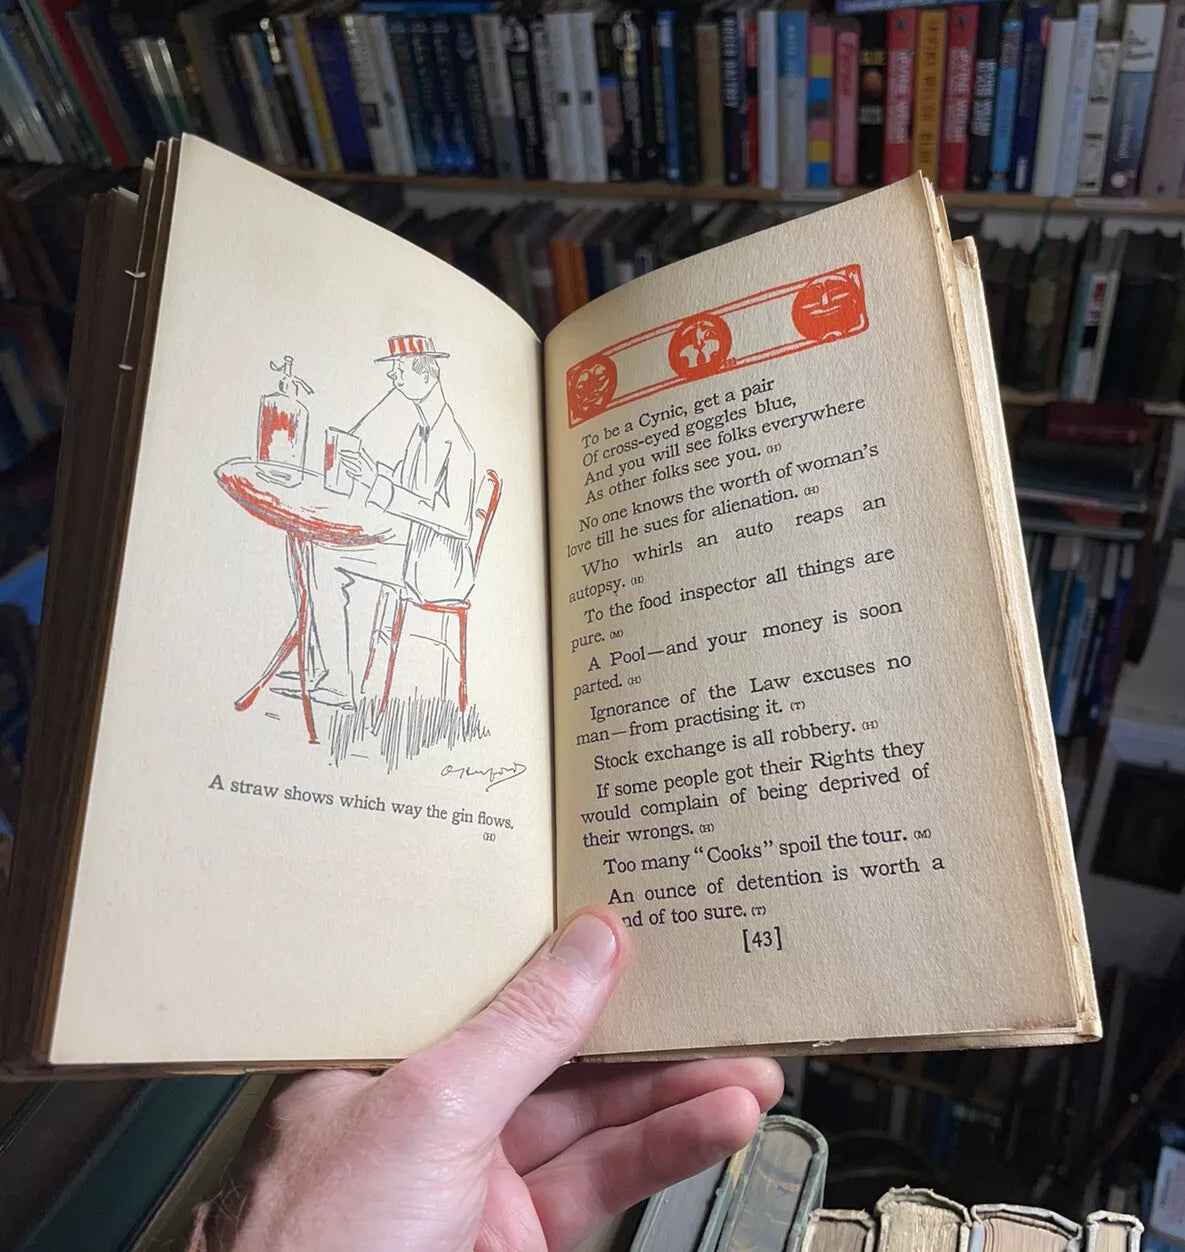 A straw shows which way the gin flows.
(H)
To be a Cynic, get a pair
Of cross-eyed goggles blue,
And you will see folks everywhere
As other folks see you. (H)
No one knows the worth of woman's
love till he sues for alienation. (H)
Who whirls an auto reaps an
autopsy. (H)
To the food inspector all things are
pure. (M)
A Pool—and your money is soon
parted. (H)
Ignorance of the Law excuses no
man—from practising it. (T)
Stock exchange is all robbery. (H)
If some people got their Rights they
would complain of being deprived of
their wrongs. (H)
Too many "Cooks" spoil the tour. (M)
An ounce of detention is worth a
nd of too sure. (T)
[43]